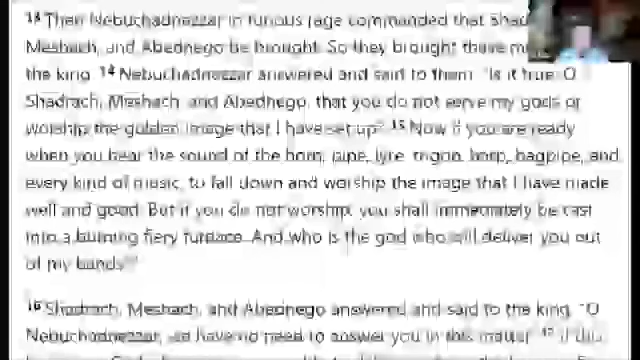 13 Then Nebuchadnezzar in furious rage commanded that
Meshach, and Abednego be brought. So they brought these
the king. 14 Nebuchadnezzar answered and said to them, "Is it true, O
Shadrach, Meshach, and Abednego, that you do not serve my gods or
worship the golden image that I have set up? 15 Now if you are ready
when you hear the sound of the horn, pipe, lyre, trigon, harp, bagpipe, and
every kind of music, to fall down and worship the image that I have made,
well and good. But if you do not worship, you shall immediately be cast
into a burning fiery furnace. And who is the god who will deliver you out
of my hands?"
16 Shadrach, Meshach, and Abednego answered and said to the king, "O
Nebuchadnezzar, we have no need to answer you in this matter. 17 If this